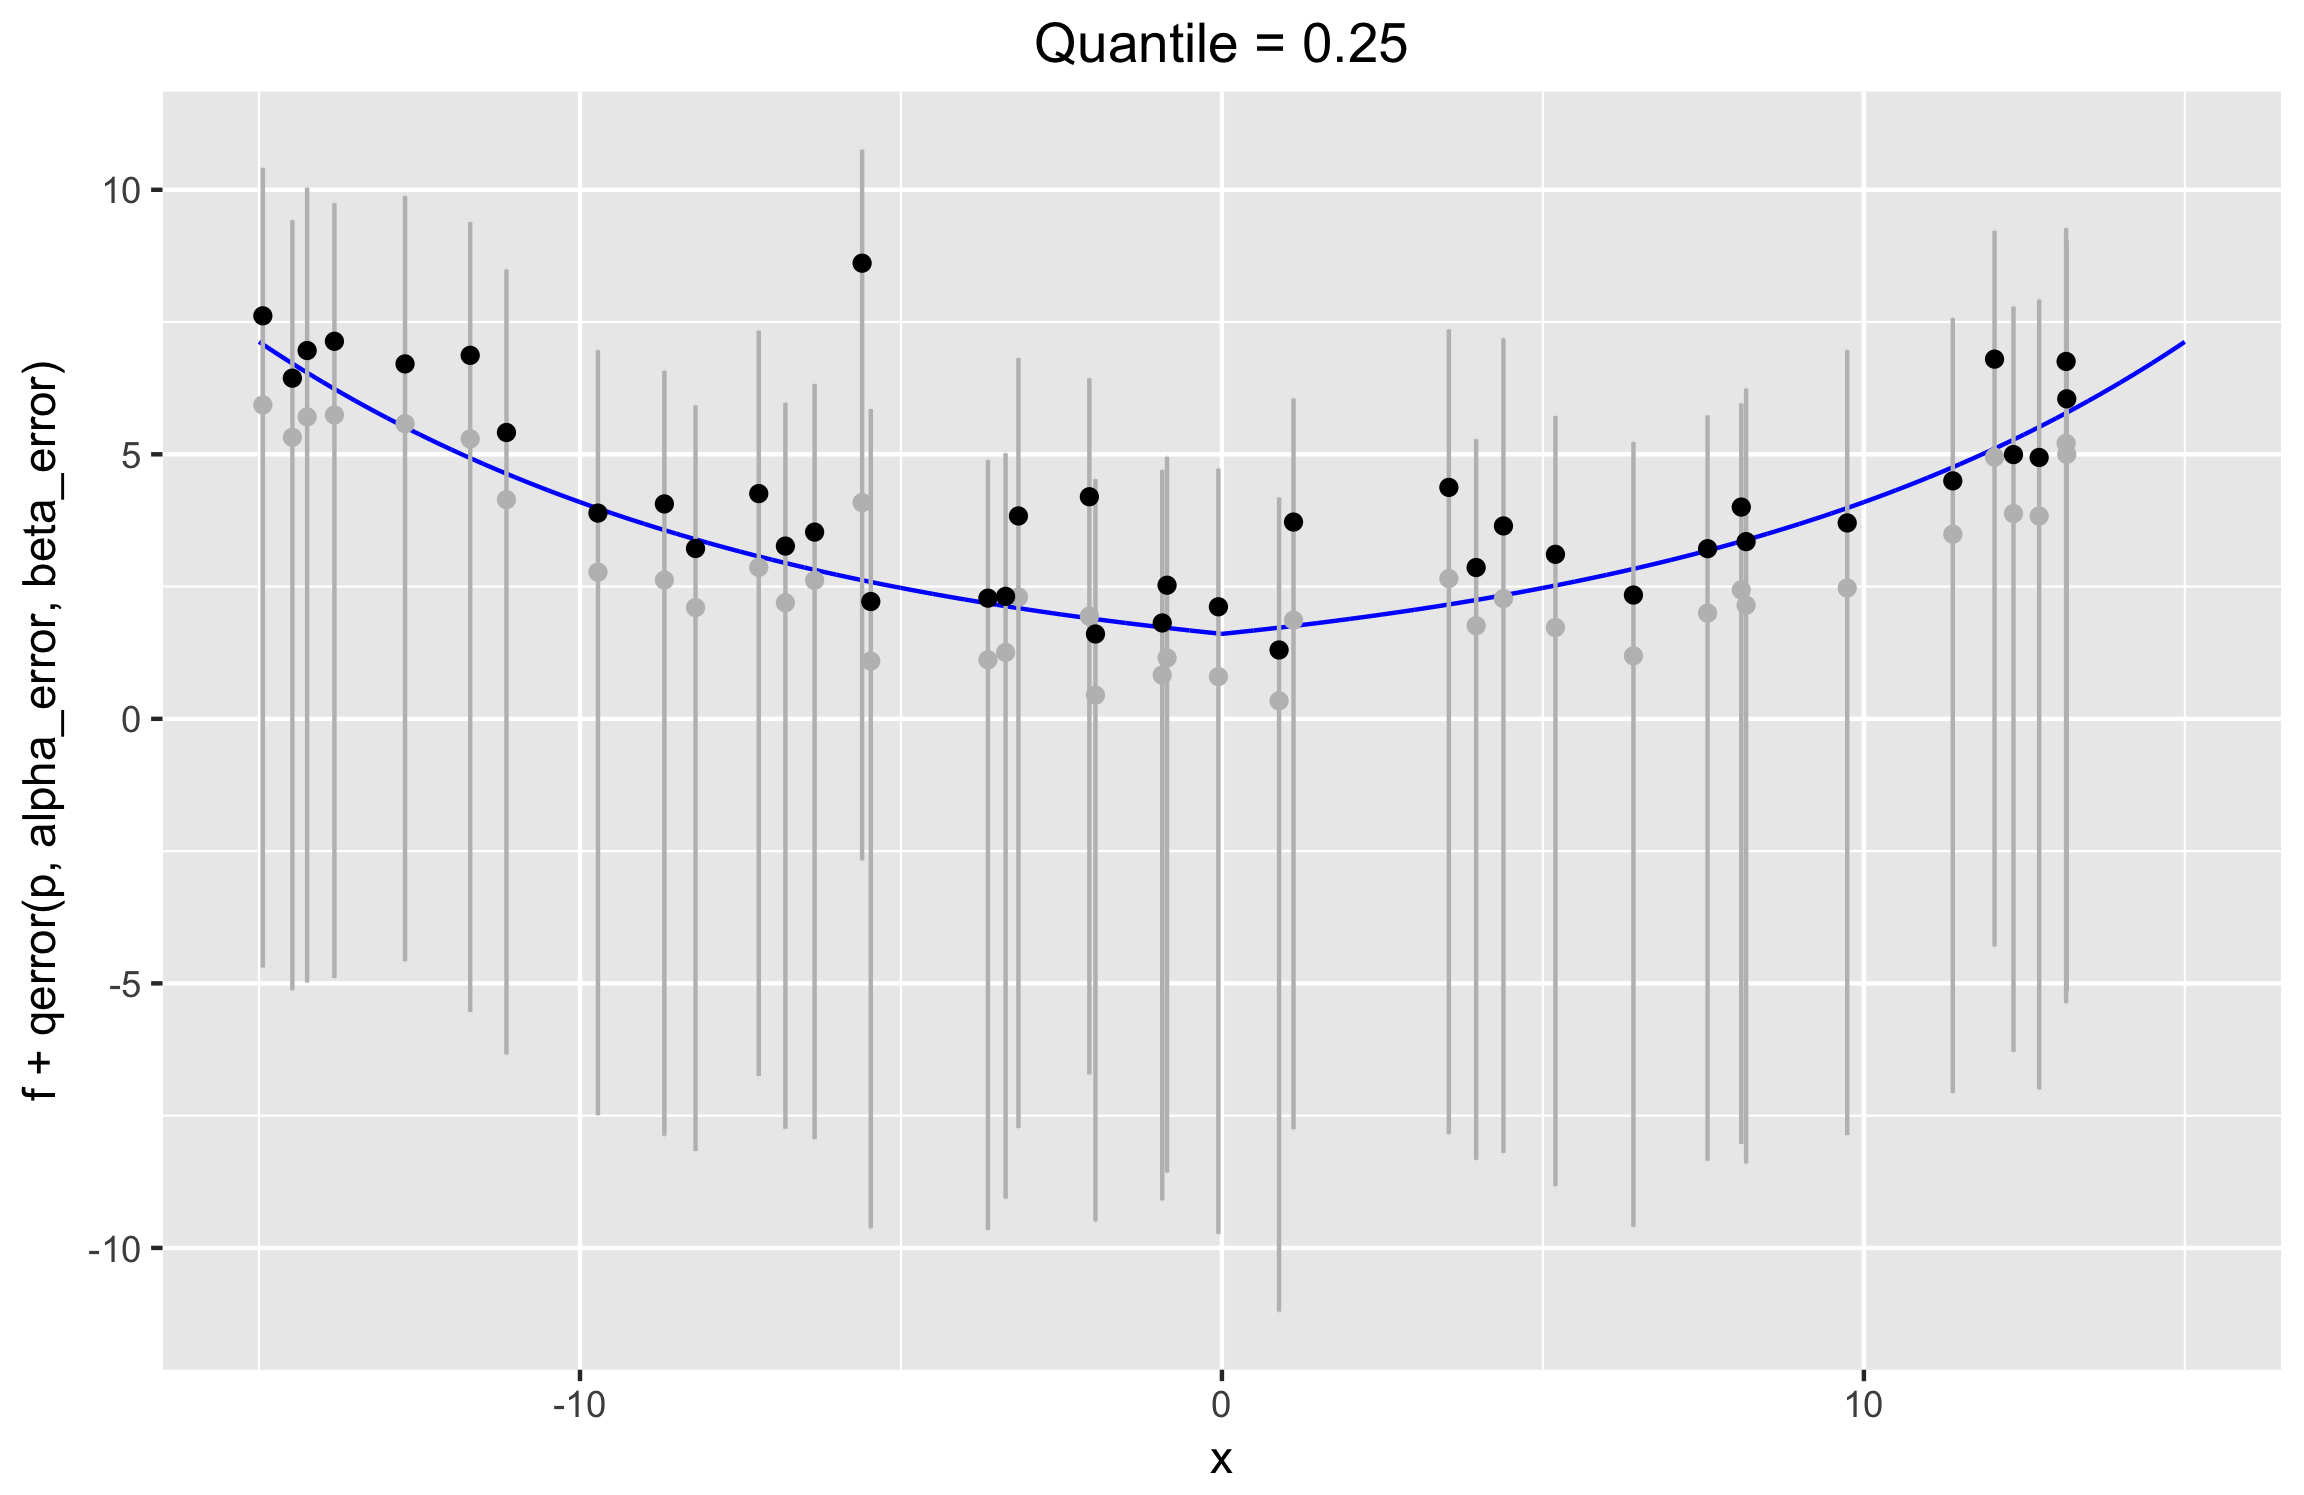 Quantile = 0.25
f + qerror(p, alpha_error, beta_error)
10
5
0
-5
-10
-10
0
10
x